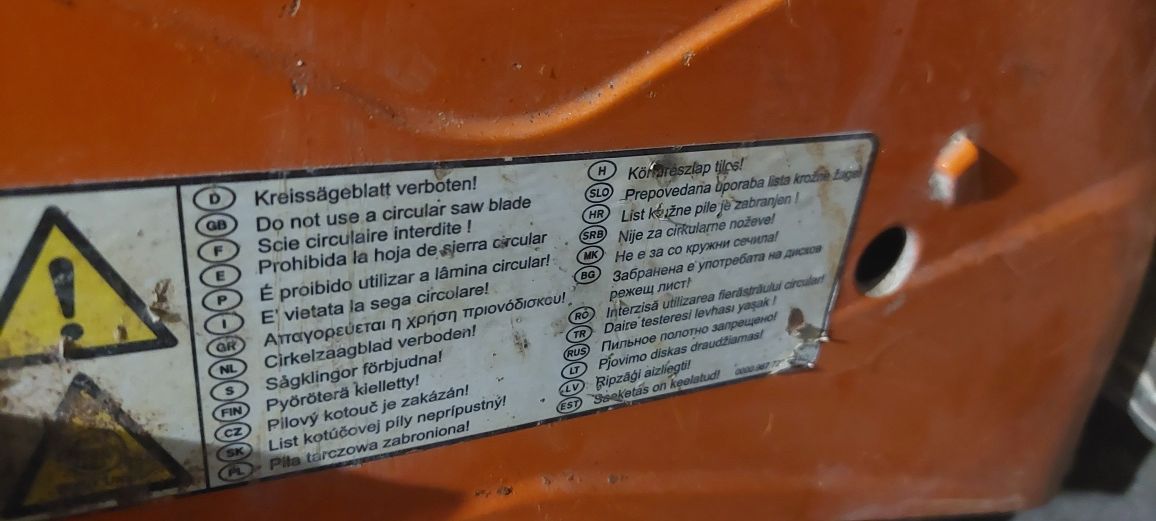 D Kreissägeblatt verboten!
GB Do not use a circular saw blade
F Scie circulaire interdite !
E Prohibida la hoja de sierra circular
P É proibido utilizar a lâmina circular!
I E' vietata la sega circolare!
GR Απαγορεύεται η χρήση πριονόδισκου!
NL Cirkelzaagblad verboden!
S Sågklingor förbjudna!
FIN Pyöröterä kielletty!
CZ Pilový kotouč je zakázán!
SK List kotúčovej píly neprípustný!
PL Piła tarczowa zabroniona!
H Körfűrészlap tilos!
SLO Prepovedana uporaba lista krožne žage!
HR List kružne pile je zabranjen !
SRB Nije za cirkularne noževe!
MK Не е за со кружни сечила!
BG Забранена е употребата на дисков
режещ лист!
RO Interzisă utilizarea fierăstrăului circular!
TR Daire testeresi levhası yasak !
RUS Пильное полотно запрещено!
LT Pjovimo diskas draudžiamas!
LV Ripzāģi aizliegti!
EST Saeketas on keelatud!
0000 967